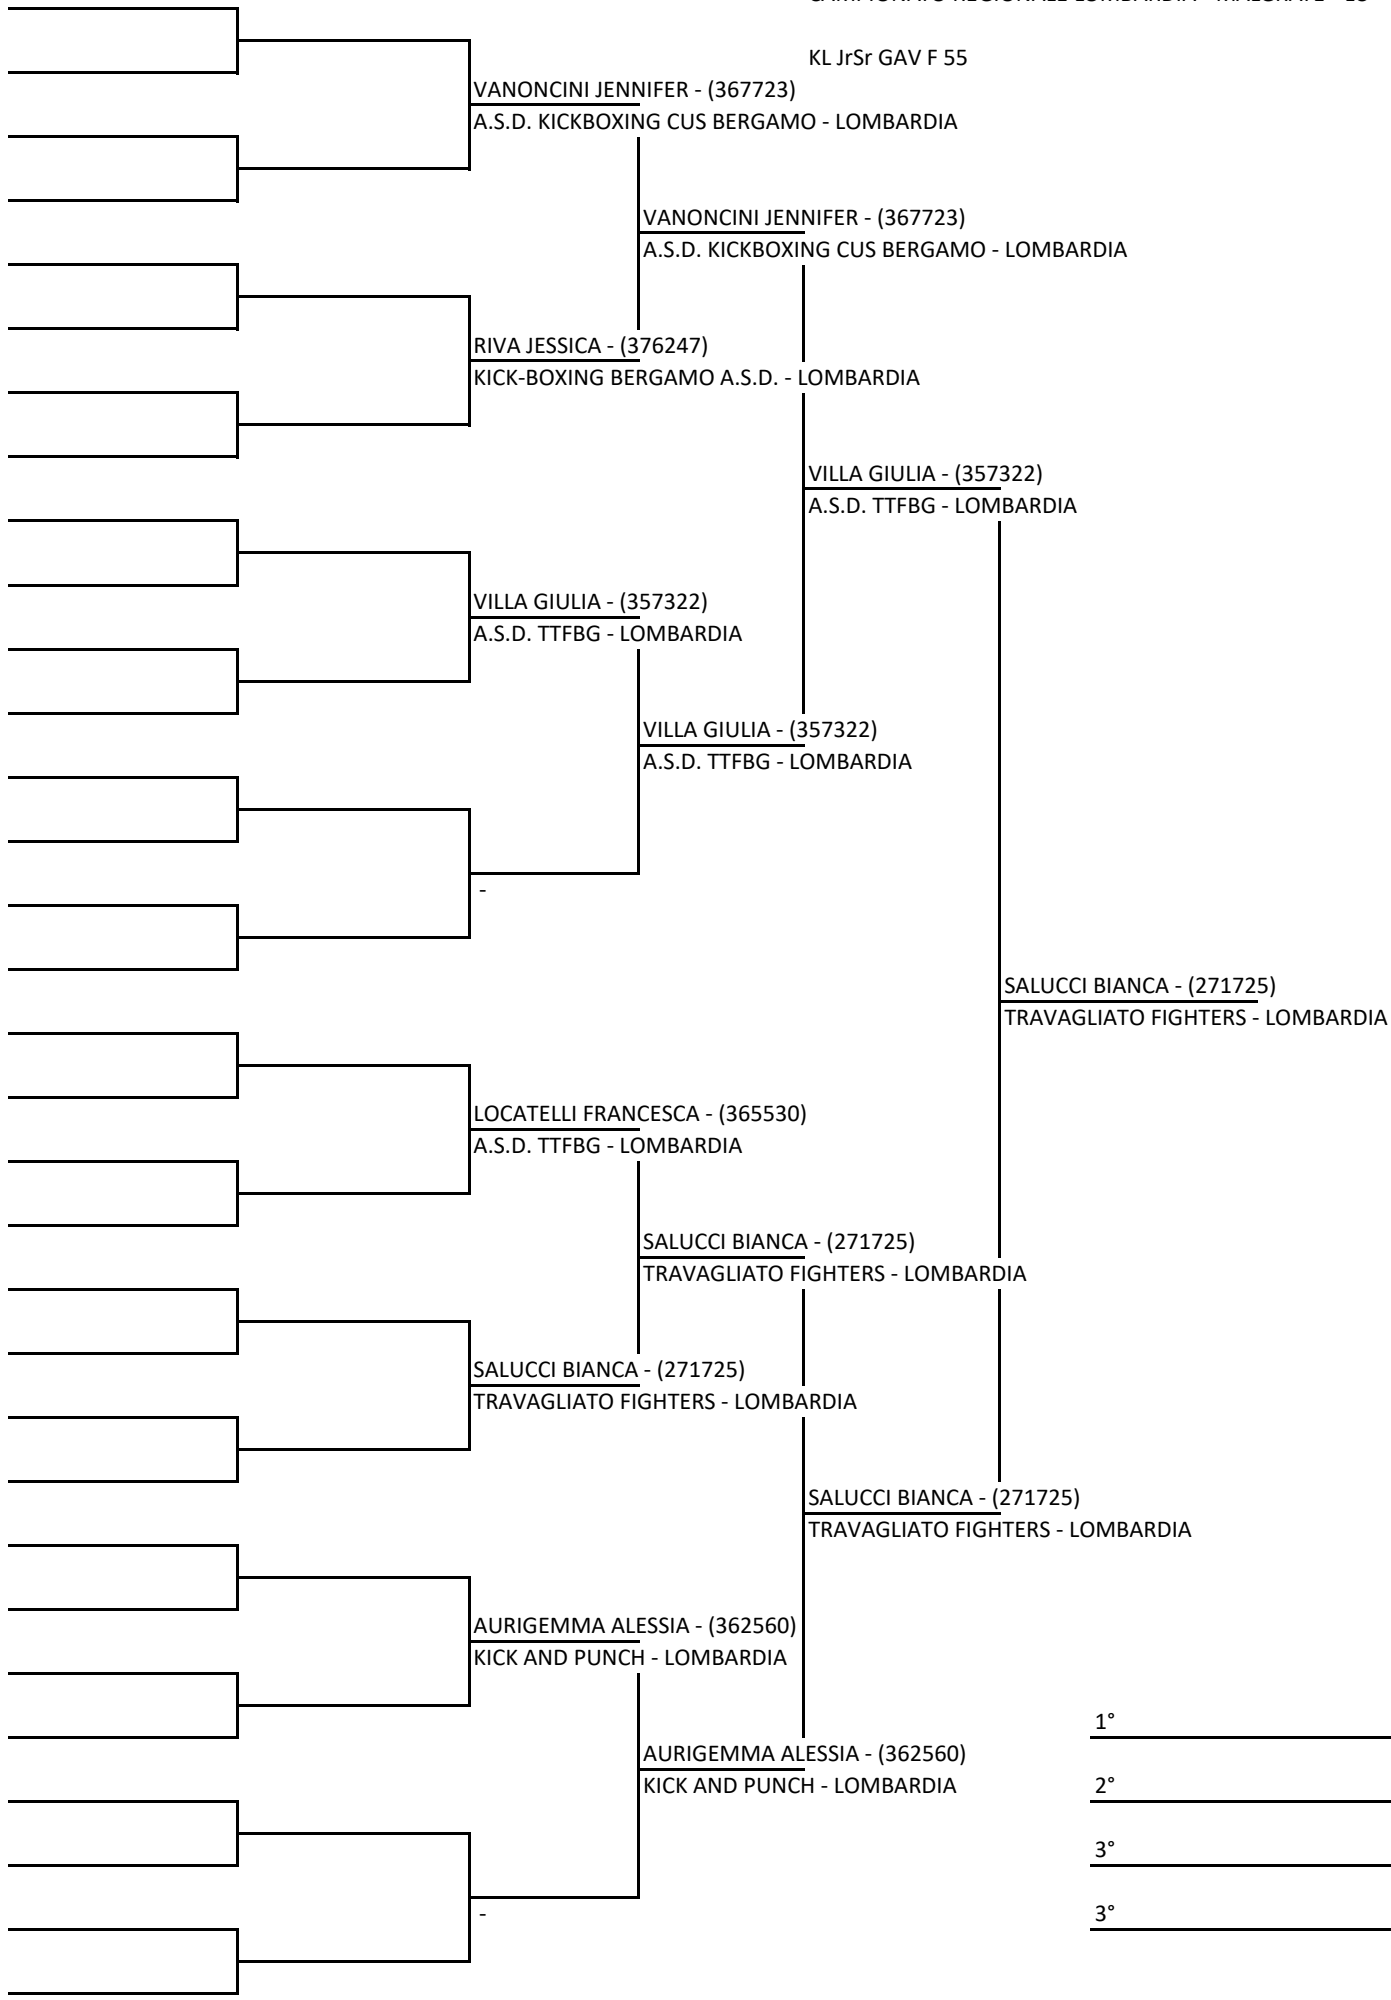 KL JrSr GAV F 55
VANONCINI JENNIFER - (367723)
A.S.D. KICKBOXING CUS BERGAMO - LOMBARDIA
VANONCINI JENNIFER - (367723)
A.S.D. KICKBOXING CUS BERGAMO - LOMBARDIA
RIVA JESSICA - (376247)
KICK-BOXING BERGAMO A.S.D. - LOMBARDIA
VILLA GIULIA - (357322)
A.S.D. TTFBG - LOMBARDIA
VILLA GIULIA - (357322)
A.S.D. TTFBG - LOMBARDIA
VILLA GIULIA - (357322)
A.S.D. TTFBG - LOMBARDIA
-
SALUCCI BIANCA - (271725)
TRAVAGLIATO FIGHTERS - LOMBARDIA
LOCATELLI FRANCESCA - (365530)
A.S.D. TTFBG - LOMBARDIA
SALUCCI BIANCA - (271725)
TRAVAGLIATO FIGHTERS - LOMBARDIA
SALUCCI BIANCA - (271725)
TRAVAGLIATO FIGHTERS - LOMBARDIA
SALUCCI BIANCA - (271725)
TRAVAGLIATO FIGHTERS - LOMBARDIA
AURIGEMMA ALESSIA - (362560)
KICK AND PUNCH - LOMBARDIA
1°
AURIGEMMA ALESSIA - (362560)
KICK AND PUNCH - LOMBARDIA
2°
3°
-
3°